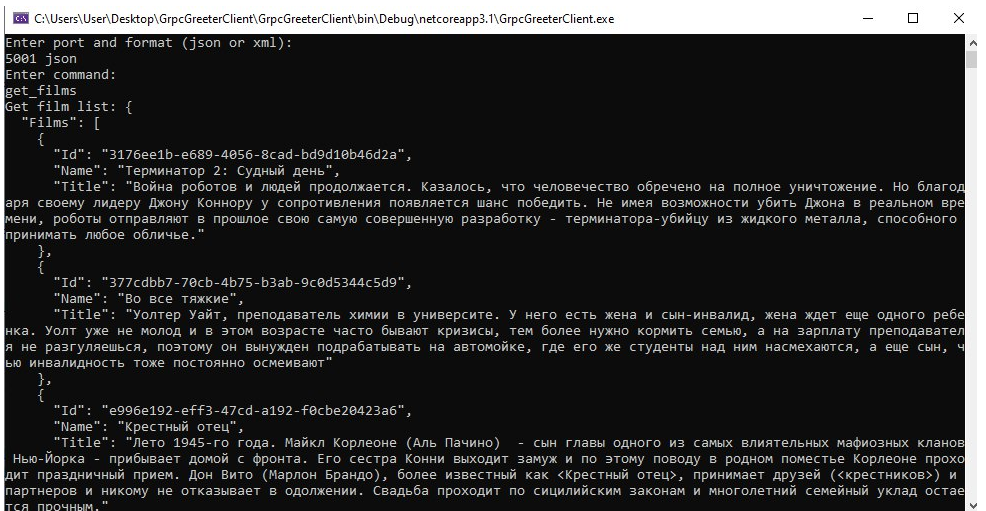 C:\Users\User\Desktop\GrpcGreeterClient\GrpcGreeterClient\bin\Debug\netcoreapp3.1\GrpcGreeterClient.exe
Enter port and format (json or xml):
5001 json
Enter command:
get_films
Get film list: {
  "Films": [
    {
      "Id": "3176ee1b-e689-4056-8cad-bd9d10b46d2a",
      "Name": "Терминатор 2: Судный день",
      "Title": "Война роботов и людей продолжается. Казалось, что человечество обречено на полное уничтожение. Но благод
аря своему лидеру Джону Коннору у сопротивления появляется шанс победить. Не имея возможности убить Джона в реальном вре
мени, роботы отправляют в прошлое свою самую совершенную разработку - терминатора-убийцу из жидкого металла, способного
принимать любое обличье."
    },
    {
      "Id": "377cdbb7-70cb-4b75-b3ab-9c0d5344c5d9",
      "Name": "Во все тяжкие",
      "Title": "Уолтер Уайт, преподаватель химии в университе. У него есть жена и сын-инвалид, жена ждет еще одного ребе
нка. Уолт уже не молод и в этом возрасте часто бывают кризисы, тем более нужно кормить семью, а на зарплату преподавател
я не разгуляешься, поэтому он вынужден подрабатывать на автомойке, где его же студенты над ним насмехаются, а еще сын, ч
ью инвалидность тоже постоянно осмеивают"
    },
    {
      "Id": "e996e192-eff3-47cd-a192-f0cbe20423a6",
      "Name": "Крестный отец",
      "Title": "Лето 1945-го года. Майкл Корлеоне (Аль Пачино)  - сын главы одного из самых влиятельных мафиозных кланов
 Нью-Йорка - прибывает домой с фронта. Его сестра Конни выходит замуж и по этому поводу в родном поместье Корлеоне прохо
дит праздничный прием. Дон Вито (Марлон Брандо), более известный как <Крестный отец>, принимает друзей (<крестников>) и
партнеров и никому не отказывает в одолжении. Свадьба проходит по сицилийским законам и многолетний семейный уклад остае
тся прочным."